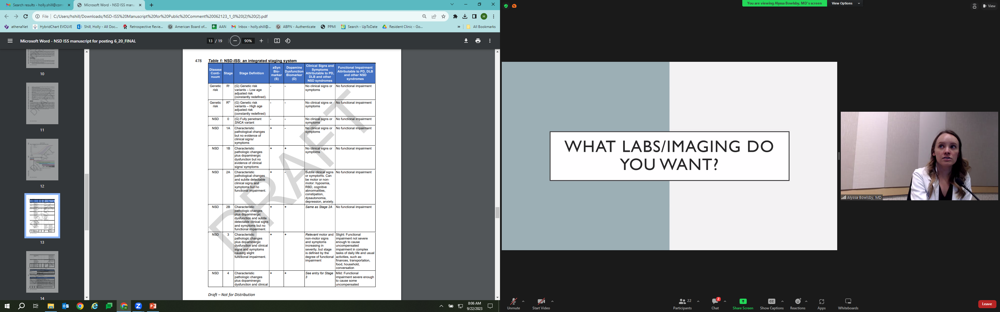 Search results - holly.shill@com
Microsoft Word - NSD ISS manu
File
C:/Users/hshill/Downloads/NSD-ISS%20Manuscript%20for%20Public%20Comment%20062123_1_0%20(2)%20(2).pdf
H
athenaNet
HybridChart EVOLVE
Shill, Holly - All Doc...
Retrospective Revie...
American Board of...
AAN
Inbox - holly.shill@...
ABPN - Authenticate
PPMI
Search - UpToDate
Resident Clinic - Go...
»
All Bookmarks
Microsoft Word - NSD ISS manuscript for posting 6_20_FINAL
13 / 19
90%
10
11
12
13
14
478 Table 1: NSD-ISS: an integrated staging system
Disease
Conti-
nuum
Stage
Stage Definition
aSyn
Bio-
marker
(S)
Dopamine
Dysfunction
Biomarker
(D)
Clinical Signs and
Symptoms
Attributable to PD,
DLB and other
NSD syndromes
Functional Impairment
Attributable to PD, DLB
and other NSD
syndromes
Genetic
risk
Rᴸ
(G) Genetic risk
variants – Low age
adjusted risk
(constantly redefined).
-
-
No clinical signs or
symptoms
No functional impairment
Genetic
risk
Rᴴ
(G) Genetic risk
variants – High age
adjusted risk
(constantly redefined)
-
-
No clinical signs or
symptoms
No functional impairment
NSD
0
(G) Fully penetrant
SNCA variant
-
-
No clinical signs or
symptoms
No functional impairment
NSD
1A
Characteristic
pathological changes
but no evidence of
clinical signs/
symptoms
+
-
No clinical signs or
symptoms
No functional impairment
NSD
1B
Characteristic
pathologic changes
plus dopaminergic
dysfunction but no
evidence of clinical
signs/ symptoms
+
+
No clinical signs or
symptoms
No functional impairment
NSD
2A
Characteristic
pathological changes
and subtle detectable
clinical signs and
symptoms but no
functional impairment.
+
-
Subtle clinical signs
or symptoms. Can
be motor or non-
motor: hyposmia,
RBD, cognitive
abnormalities,
constipation,
dysautonomia,
depression, anxiety.
No functional impairment
NSD
2B
Characteristic
pathologic changes
plus dopaminergic
dysfunction and subtle
detectable clinical signs
and symptoms but no
functional impairment.
+
+
Same as Stage 2A
No functional impairment
NSD
3
Characteristic
pathologic changes
plus dopaminergic
dysfunction and clinical
signs and symptoms
causing slight
functional impairment.
+
+
Relevant motor and
non-motor signs
and symptoms
increasing in
severity, but stage
is defined by the
degree of functional
impairment
Slight: Functional
impairment not severe
enough to cause
uncompensated
impairment in complex
tasks of daily life and usual
activities, such as:
finances, transportation,
food, household,
conversation
NSD
4
Characteristic
pathologic changes
plus dopaminergic
dysfunction and clinical
+
+
See entry for Stage
3
Mild: Functional
impairment severe enough
to cause some
uncompensated
DRAFT
Draft – Not for Distribution
8:06 AM
9/22/2023
You are viewing Alyssa Bowlsby, MD's screen
View Options
View
WHAT LABS/IMAGING DO
YOU WANT?
Alyssa Bowlsby, MD
Unmute
Start Video
22
Participants
2
Chat
Share Screen
CC
Show Captions
Reactions
Apps
Whiteboards
Leave